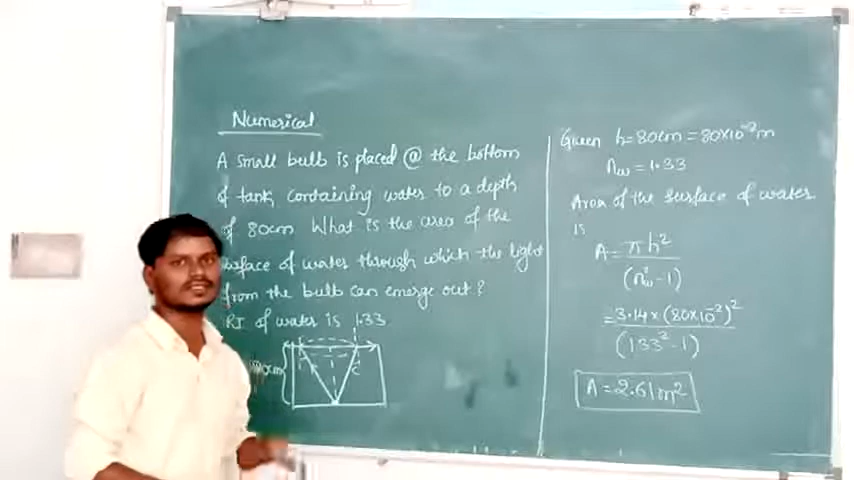 Numerical
A small bulb is placed @ the bottom
of tank containing water to a depth
of 80cm What is the area of the
surface of water through which the light
from the bulb can emerge out?
RI of water is 1.33
Given h=80cm = 80×10⁻²m
n_w = 1.33
Area of the surface of water
is
A = πh² / (n_w² - 1)
= 3.14 × (80×10⁻²)² / (1.33² - 1)
A = 2.61m²